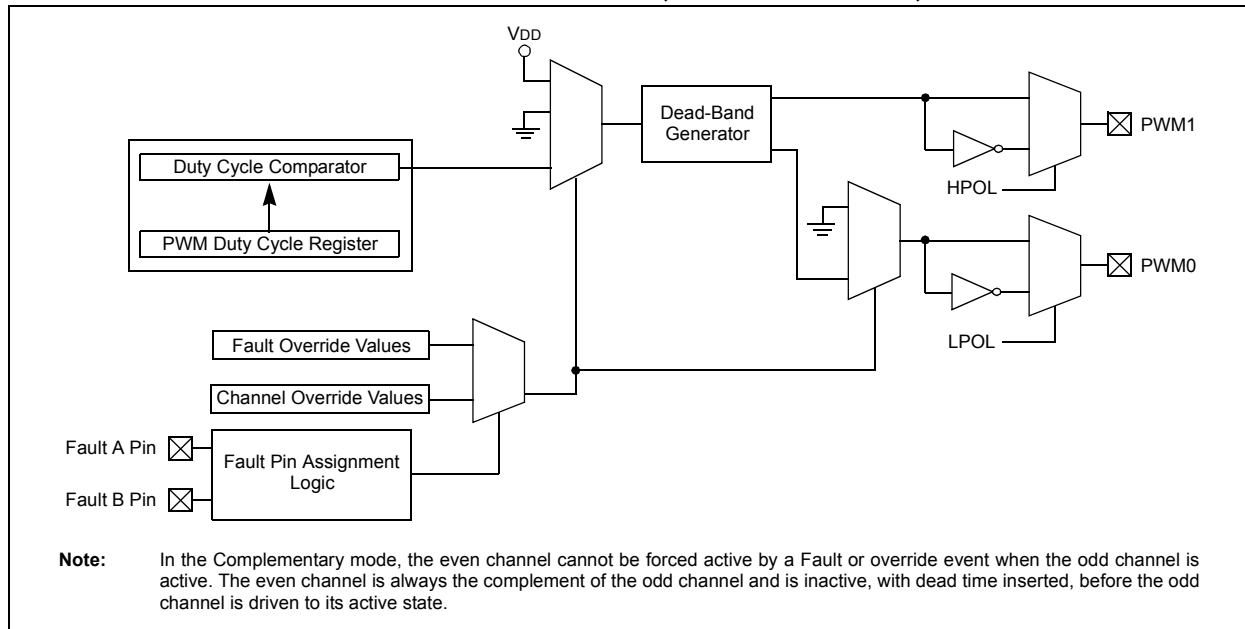 VDD
Dead-Band
Generator
PWM1
Duty Cycle Comparator
HPOL
PWM Duty Cycle Register
PWM0
LPOL
Fault Override Values
Channel Override Values
Fault A Pin
Fault Pin Assignment
Logic
Fault B Pin
Note: In the Complementary mode, the even channel cannot be forced active by a Fault or override event when the odd channel is
active. The even channel is always the complement of the odd channel and is inactive, with dead time inserted, before the odd
channel is driven to its active state.